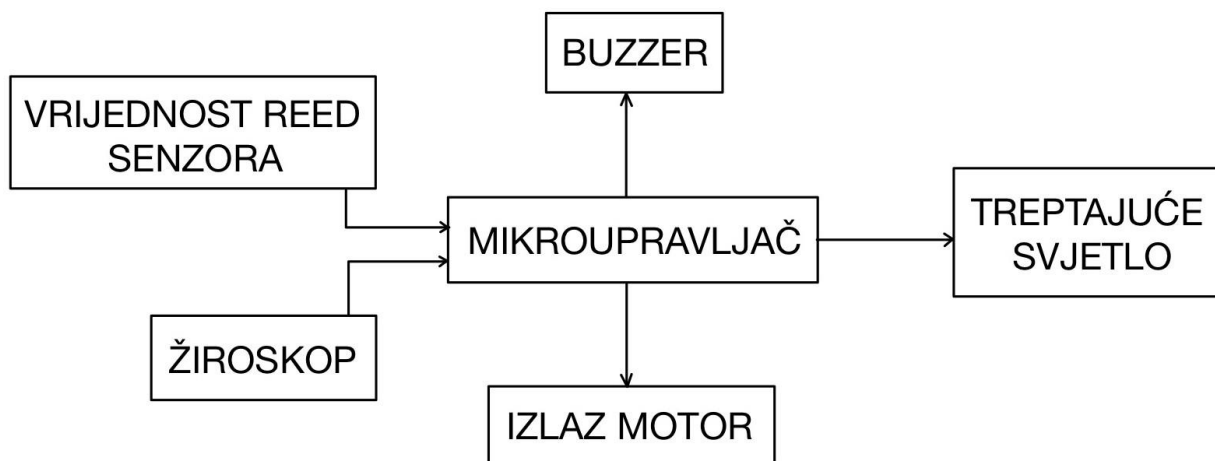 BUZZER
VRIJEDNOST REED
SENZORA
MIKROUPRAVLJAČ
TREPTAJUĆE
SVJETLO
ŽIROSKOP
IZLAZ MOTOR